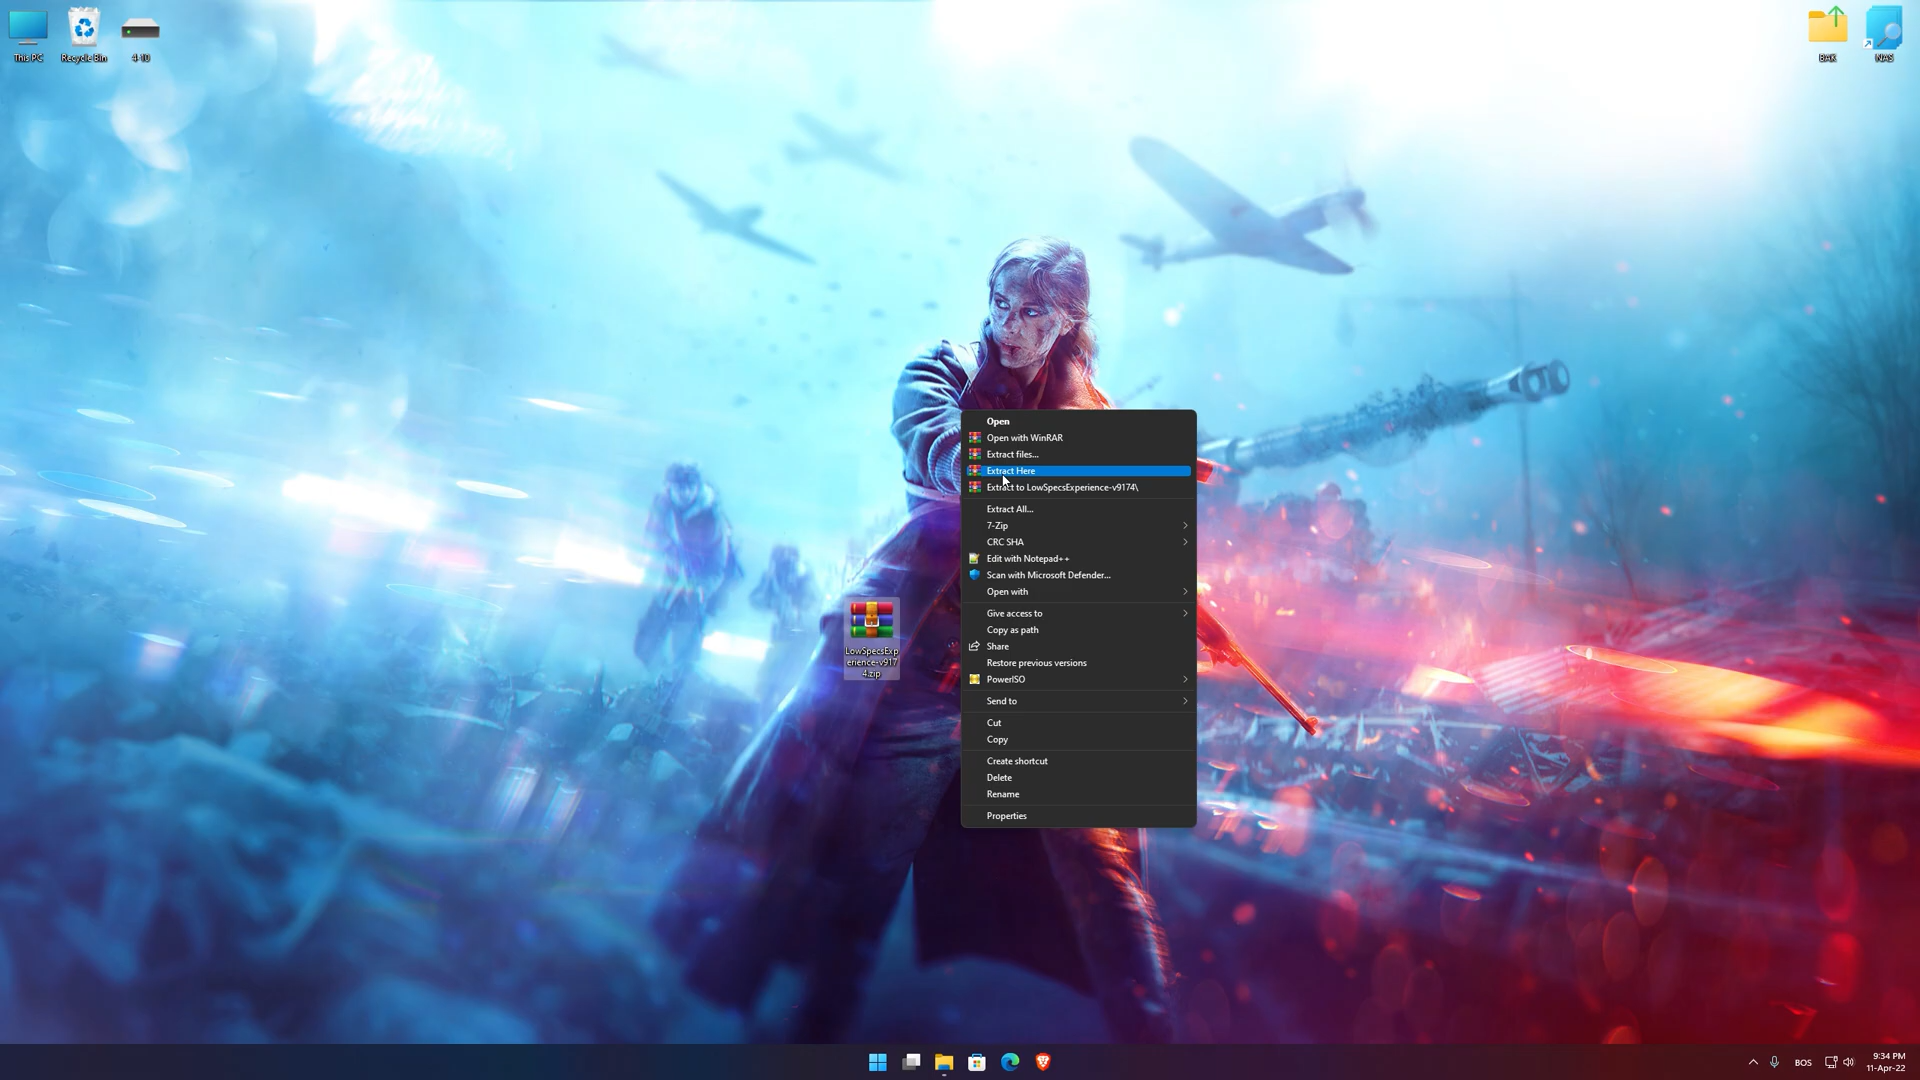 This PC
Recycle Bin
4-10
BAK
NAS
Open
Open with WinRAR
Extract files...
Extract Here
Extract to LowSpecsExperience-v9174\
Extract All...
7-Zip
CRC SHA
Edit with Notepad++
Scan with Microsoft Defender...
Open with
Give access to
Copy as path
Share
Restore previous versions
PowerISO
Send to
Cut
Copy
Create shortcut
Delete
Rename
Properties
LowSpecsExp
erience-v917
4.zip
BOS
9:34 PM
11-Apr-22